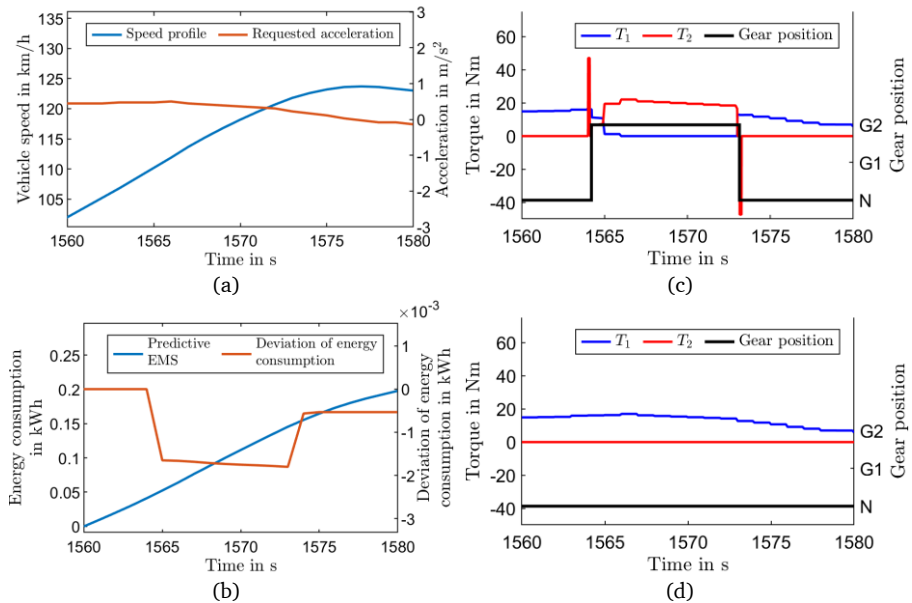 (a)
135
130
125
120
115
110
105
3
2
1
0
-1
-2
-3
Speed profile
Requested acceleration
Vehicle speed in km/h
Acceleration in m/s²
1560
1565
1570
1575
1580
Time in s
(c)
60
40
20
0
-20
-40
G2
G1
N
T₁
T₂
Gear position
Torque in Nm
Gear position
1560
1565
1570
1575
1580
Time in s
(b)
× 10⁻³
0.25
0.2
0.15
0.1
0.05
0
1
0
-1
-2
-3
Predictive
EMS
Deviation of energy
consumption
Energy consumption
in kWh
Deviation of energy
consumption in kWh
1560
1565
1570
1575
1580
Time in s
(d)
60
40
20
0
-20
-40
G2
G1
N
T₁
T₂
Gear position
Torque in Nm
Gear position
1560
1565
1570
1575
1580
Time in s